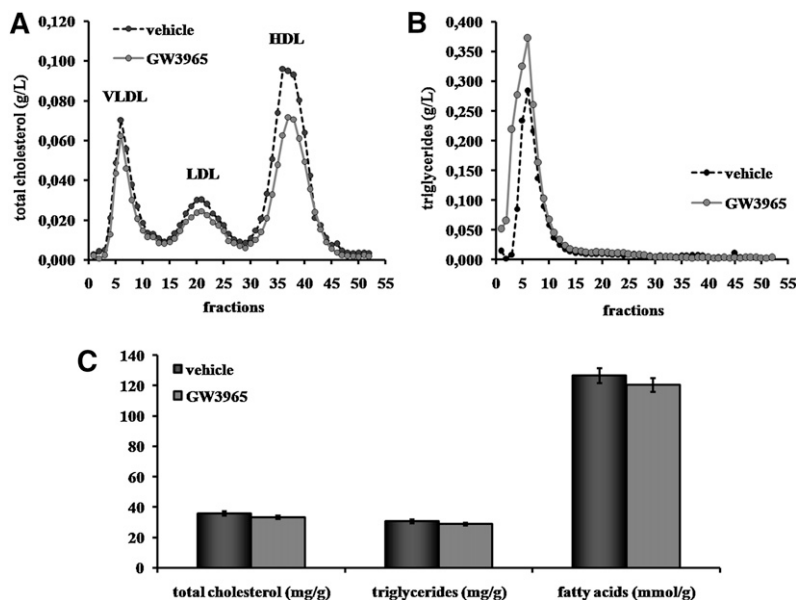 A
total cholesterol (g/L)
0,120
0,100
0,080
0,060
0,040
0,020
0,000
vehicle
GW3965
VLDL
LDL
HDL
0 5 10 15 20 25 30 35 40 45 50 55
fractions
B
triglycerides (g/L)
0,400
0,350
0,300
0,250
0,200
0,150
0,100
0,050
0,000
vehicle
GW3965
0 5 10 15 20 25 30 35 40 45 50 55
fractions
C
140
120
100
80
60
40
20
0
vehicle
GW3965
total cholesterol (mg/g) triglycerides (mg/g) fatty acids (mmol/g)